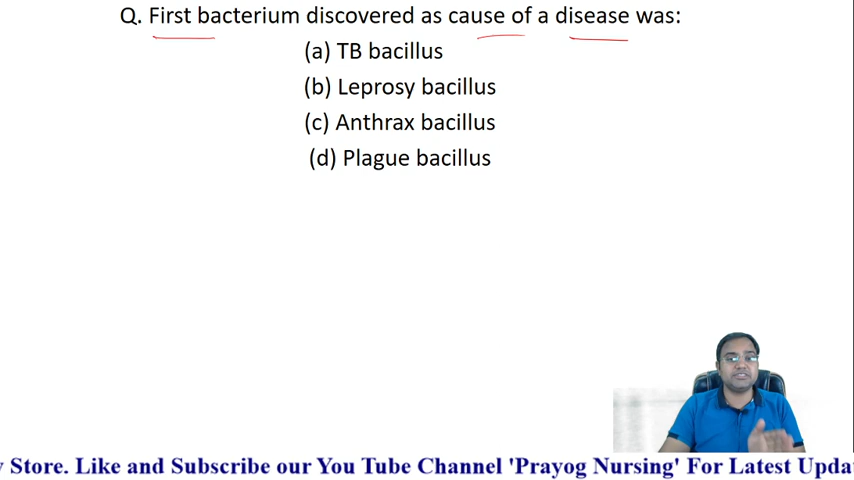 Q. First bacterium discovered as cause of a disease was:
(a) TB bacillus
(b) Leprosy bacillus
(c) Anthrax bacillus
(d) Plague bacillus
Store. Like and Subscribe our You Tube Channel 'Prayog Nursing' For Latest